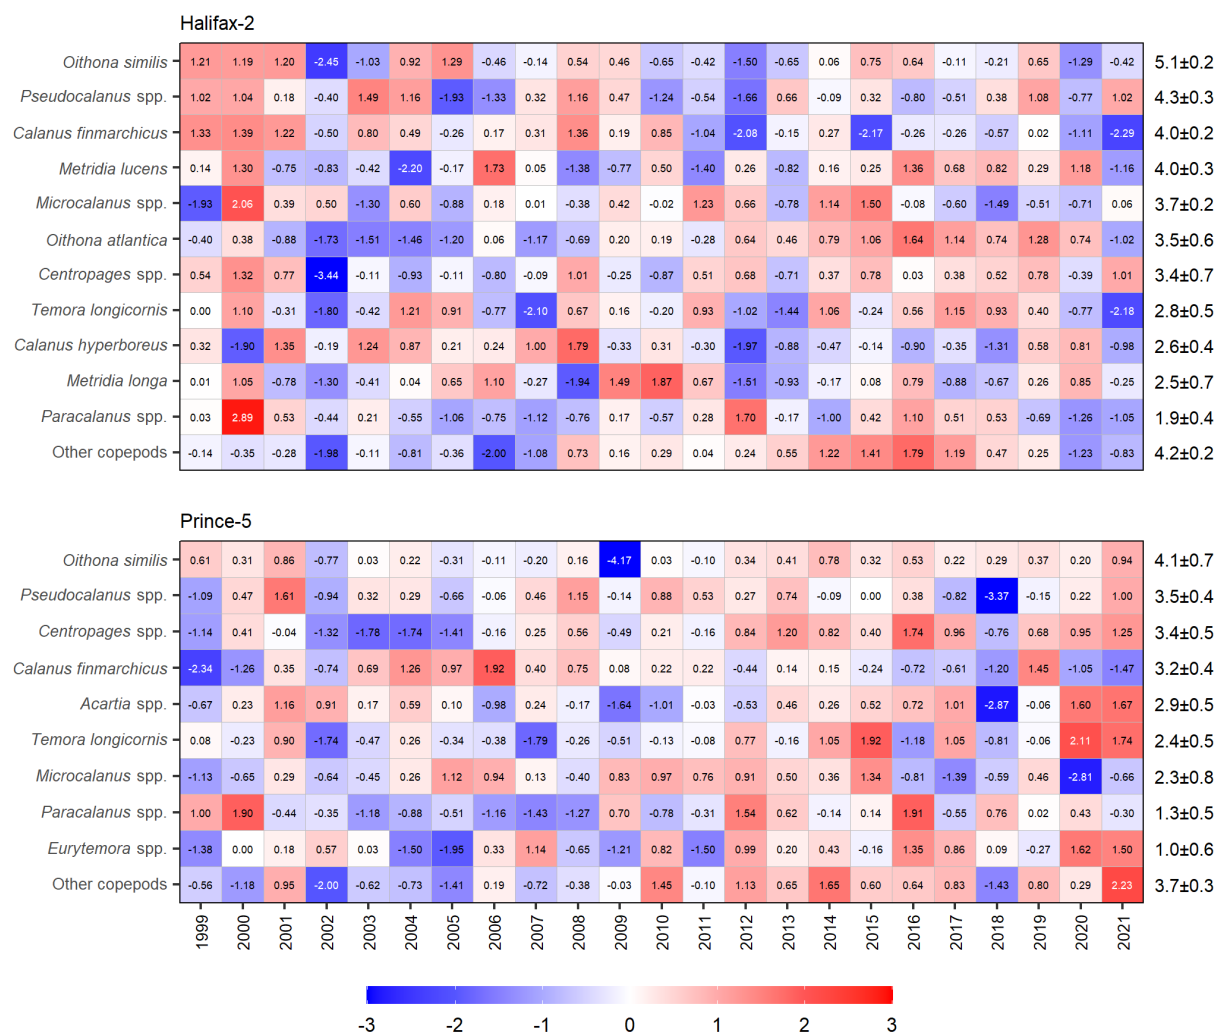 Halifax-2
Oithona similis 1.21 1.19 1.20 -2.45 -1.03 0.92 1.29 -0.46 -0.14 0.54 0.46 -0.65 -0.42 -1.50 -0.65 0.06 0.75 0.64 -0.11 -0.21 0.65 -1.29 -0.42 5.1±0.2
Pseudocalanus spp. 1.02 1.04 0.18 -0.40 1.49 1.16 -1.93 -1.33 0.32 1.16 0.47 -1.24 -0.54 -1.66 0.66 -0.09 0.32 -0.80 -0.51 0.38 1.08 -0.77 1.02 4.3±0.3
Calanus finmarchicus 1.33 1.39 1.22 -0.50 0.80 0.49 -0.26 0.17 0.31 1.36 0.19 0.85 -1.04 -2.08 -0.15 0.27 -2.17 -0.26 -0.26 -0.57 0.02 -1.11 -2.29 4.0±0.2
Metridia lucens 0.14 1.30 -0.75 -0.83 -0.42 -2.20 -0.17 1.73 0.05 -1.38 -0.77 0.50 -1.40 0.26 -0.82 0.16 0.25 1.36 0.68 0.82 0.29 1.18 -1.16 4.0±0.3
Microcalanus spp. -1.93 2.06 0.39 0.50 -1.30 0.60 -0.88 0.18 0.01 -0.38 0.42 -0.02 1.23 0.66 -0.78 1.14 1.50 -0.08 -0.60 -1.49 -0.51 -0.71 0.06 3.7±0.2
Oithona atlantica -0.40 0.38 -0.88 -1.73 -1.51 -1.46 -1.20 0.06 -1.17 -0.69 0.20 0.19 -0.28 0.64 0.46 0.79 1.06 1.64 1.14 0.74 1.28 0.74 -1.02 3.5±0.6
Centropages spp. 0.54 1.32 0.77 -3.44 -0.11 -0.93 -0.11 -0.80 -0.09 1.01 -0.25 -0.87 0.51 0.68 -0.71 0.37 0.78 0.03 0.38 0.52 0.78 -0.39 1.01 3.4±0.7
Temora longicornis 0.00 1.10 -0.31 -1.80 -0.42 1.21 0.91 -0.77 -2.10 0.67 0.16 -0.20 0.93 -1.02 -1.44 1.06 -0.24 0.56 1.15 0.93 0.40 -0.77 -2.18 2.8±0.5
Calanus hyperboreus 0.32 -1.90 1.35 -0.19 1.24 0.87 0.21 0.24 1.00 1.79 -0.33 0.31 -0.30 -1.97 -0.88 -0.47 -0.14 -0.90 -0.35 -1.31 0.58 0.81 -0.98 2.6±0.4
Metridia longa 0.01 1.05 -0.78 -1.30 -0.41 0.04 0.65 1.10 -0.27 -1.94 1.49 1.87 0.67 -1.51 -0.93 -0.17 0.08 0.79 -0.88 -0.67 0.26 0.85 -0.25 2.5±0.7
Paracalanus spp. 0.03 2.89 0.53 -0.44 0.21 -0.55 -1.06 -0.75 -1.12 -0.76 0.17 -0.57 0.28 1.70 -0.17 -1.00 0.42 1.10 0.51 0.53 -0.69 -1.26 -1.05 1.9±0.4
Other copepods -0.14 -0.35 -0.28 -1.98 -0.11 -0.81 -0.36 -2.00 -1.08 0.73 0.16 0.29 0.04 0.24 0.55 1.22 1.41 1.79 1.19 0.47 0.25 -1.23 -0.83 4.2±0.2
Prince-5
Oithona similis 0.61 0.31 0.86 -0.77 0.03 0.22 -0.31 -0.11 -0.20 0.16 -4.17 0.03 -0.10 0.34 0.41 0.78 0.32 0.53 0.22 0.29 0.37 0.20 0.94 4.1±0.7
Pseudocalanus spp. -1.09 0.47 1.61 -0.94 0.32 0.29 -0.66 -0.06 0.46 1.15 -0.14 0.88 0.53 0.27 0.74 -0.09 0.00 0.38 -0.82 -3.37 -0.15 0.22 1.00 3.5±0.4
Centropages spp. -1.14 0.41 -0.04 -1.32 -1.78 -1.74 -1.41 -0.16 0.25 0.56 -0.49 0.21 -0.16 0.84 1.20 0.82 0.40 1.74 0.96 -0.76 0.68 0.95 1.25 3.4±0.5
Calanus finmarchicus -2.34 -1.26 0.35 -0.74 0.69 1.26 0.97 1.92 0.40 0.75 0.08 0.22 0.22 -0.44 0.14 0.15 -0.24 -0.72 -0.61 -1.20 1.45 -1.05 -1.47 3.2±0.4
Acartia spp. -0.67 0.23 1.16 0.91 0.17 0.59 0.10 -0.98 0.24 -0.17 -1.64 -1.01 -0.03 -0.53 0.46 0.26 0.52 0.72 1.01 -2.87 -0.06 1.60 1.67 2.9±0.5
Temora longicornis 0.08 -0.23 0.90 -1.74 -0.47 0.26 -0.34 -0.38 -1.79 -0.26 -0.51 -0.13 -0.08 0.77 -0.16 1.05 1.92 -1.18 1.05 -0.81 -0.06 2.11 1.74 2.4±0.5
Microcalanus spp. -1.13 -0.65 0.29 -0.64 -0.45 0.26 1.12 0.94 0.13 -0.40 0.83 0.97 0.76 0.91 0.50 0.36 1.34 -0.81 -1.39 -0.59 0.46 -2.81 -0.66 2.3±0.8
Paracalanus spp. 1.00 1.90 -0.44 -0.35 -1.18 -0.88 -0.51 -1.16 -1.43 -1.27 0.70 -0.78 -0.31 1.54 0.62 -0.14 0.14 1.91 -0.55 0.76 0.02 0.43 -0.30 1.3±0.5
Eurytemora spp. -1.38 0.00 0.18 0.57 0.03 -1.50 -1.95 0.33 1.14 -0.65 -1.21 0.82 -1.50 0.99 0.20 0.43 -0.16 1.35 0.86 0.09 -0.27 1.62 1.50 1.0±0.6
Other copepods -0.56 -1.18 0.95 -2.00 -0.62 -0.73 -1.41 0.19 -0.72 -0.38 -0.03 1.45 -0.10 1.13 0.65 1.65 0.60 0.64 0.83 -1.43 0.80 0.29 2.23 3.7±0.3
1999 2000 2001 2002 2003 2004 2005 2006 2007 2008 2009 2010 2011 2012 2013 2014 2015 2016 2017 2018 2019 2020 2021
-3 -2 -1 0 1 2 3